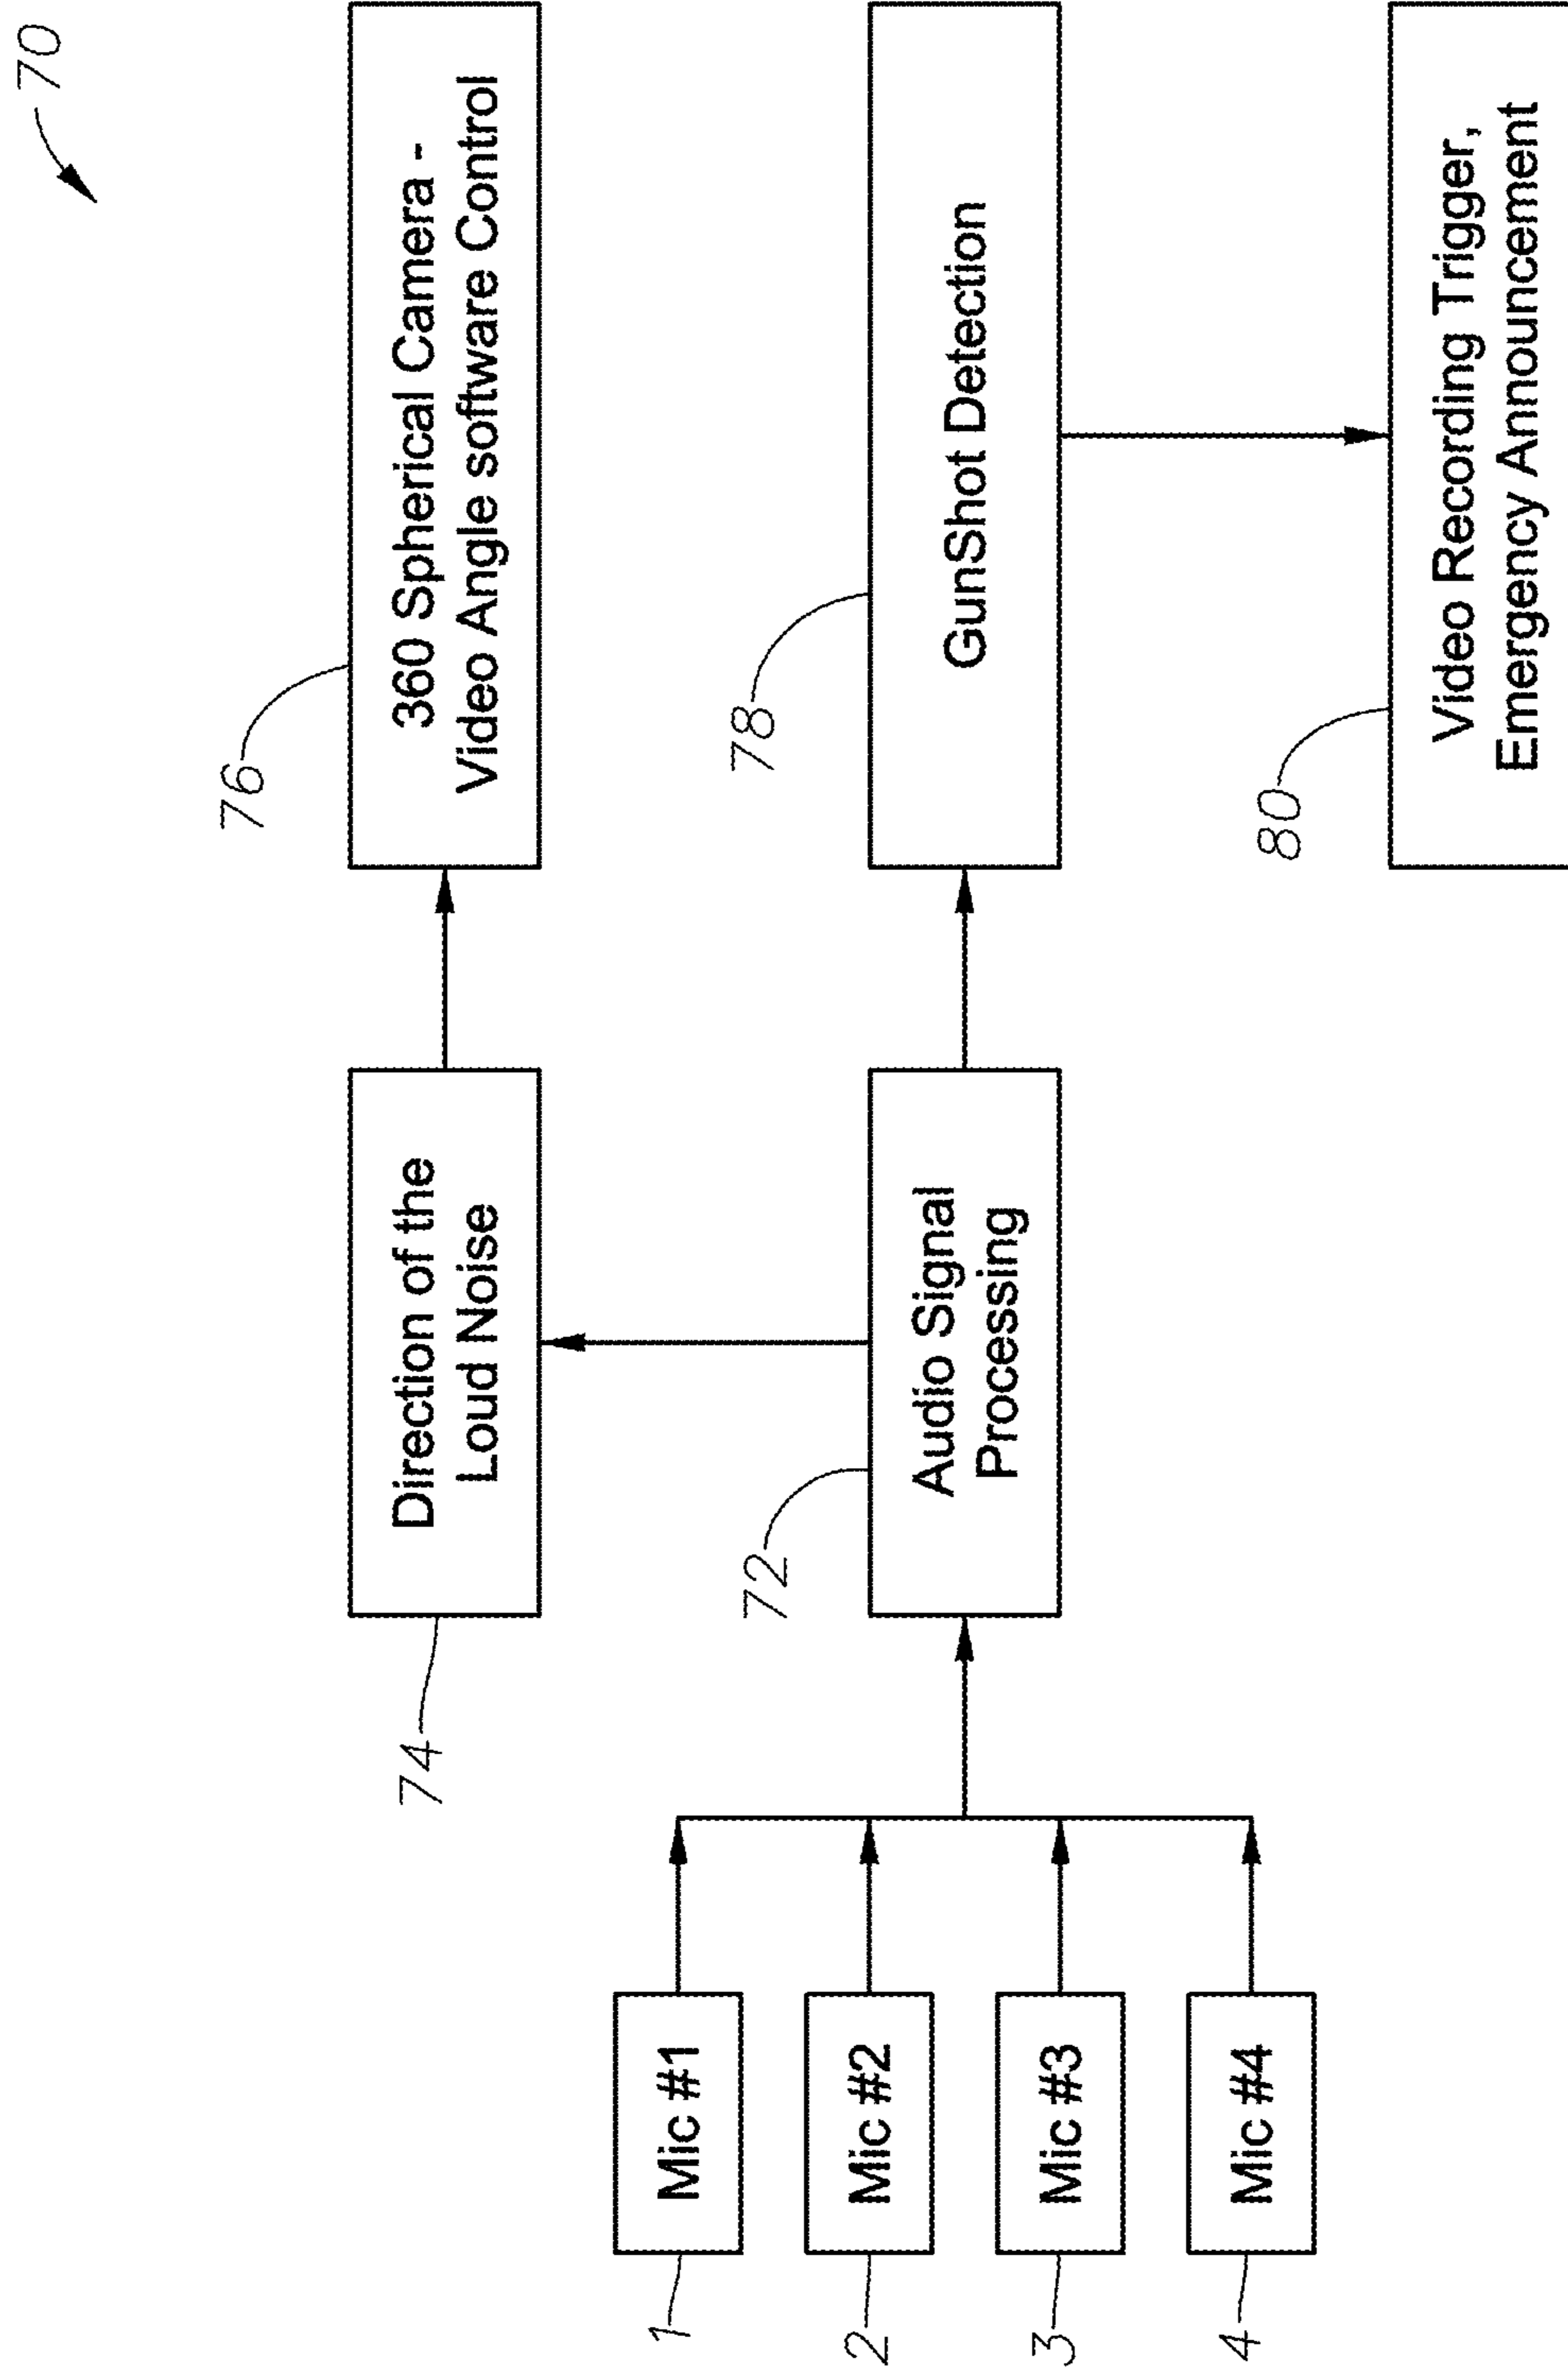 70
360 Spherical Camera -
Video Angle software Control
76
Direction of the
Loud Noise
74
GunShot Detection
78
Audio Signal
Processing
72
Video Recording Trigger,
Emergency Announcement
80
Mic #1
1
Mic #2
2
Mic #3
3
Mic #4
4